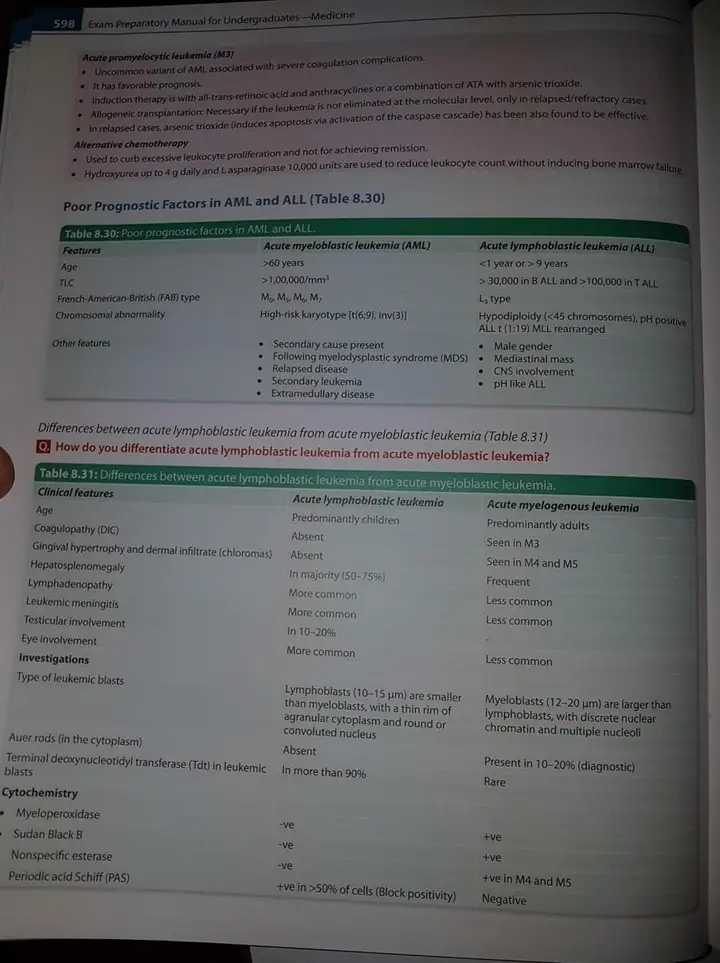 598 Exam Preparatory Manual for Undergraduates—Medicine
Acute promyelocytic leukemia (M3)
• Uncommon variant of AML associated with severe coagulation complications.
• It has favorable prognosis.
• Induction therapy is with all-trans-retinoic acid and anthracyclines or a combination of ATA with arsenic trioxide.
• Allogeneic transplantation: Necessary if the leukemia is not eliminated at the molecular level, only in relapsed/refractory cases.
• In relapsed cases, arsenic trioxide (induces apoptosis via activation of the caspase cascade) has been also found to be effective.
Alternative chemotherapy
• Used to curb excessive leukocyte proliferation and not for achieving remission.
• Hydroxyurea up to 4 g daily and L asparaginase 10,000 units are used to reduce leukocyte count without inducing bone marrow failure.
Poor Prognostic Factors in AML and ALL (Table 8.30)
Table 8.30: Poor prognostic factors in AML and ALL.
Features Acute myeloblastic leukemia (AML) Acute lymphoblastic leukemia (ALL)
Age >60 years <1 year or > 9 years
TLC >1,00,000/mm³ > 30,000 in B ALL and >100,000 in T ALL
French-American-British (FAB) type M₀, M₅, M₆, M₇ L₃ type
Chromosomal abnormality High-risk karyotype [t(6;9), inv(3)] Hypodiploidy (<45 chromosomes), pH positive
ALL t (1:19) MLL rearranged
Other features • Secondary cause present • Male gender
• Following myelodysplastic syndrome (MDS) • Mediastinal mass
• Relapsed disease • CNS involvement
• Secondary leukemia • pH like ALL
• Extramedullary disease
Differences between acute lymphoblastic leukemia from acute myeloblastic leukemia (Table 8.31)
Q. How do you differentiate acute lymphoblastic leukemia from acute myeloblastic leukemia?
Table 8.31: Differences between acute lymphoblastic leukemia from acute myeloblastic leukemia.
Clinical features Acute lymphoblastic leukemia Acute myelogenous leukemia
Age Predominantly children Predominantly adults
Coagulopathy (DIC) Absent Seen in M3
Gingival hypertrophy and dermal infiltrate (chloromas) Absent Seen in M4 and M5
Hepatosplenomegaly In majority (50–75%) Frequent
Lymphadenopathy More common Less common
Leukemic meningitis More common Less common
Testicular involvement In 10–20% -
Eye involvement More common Less common
Investigations
Type of leukemic blasts Lymphoblasts (10–15 μm) are smaller Myeloblasts (12–20 μm) are larger than
than myeloblasts, with a thin rim of lymphoblasts, with discrete nuclear
agranular cytoplasm and round or chromatin and multiple nucleoli
convoluted nucleus
Auer rods (in the cytoplasm) Absent Present in 10–20% (diagnostic)
Terminal deoxynucleotidyl transferase (Tdt) in leukemic In more than 90% Rare
blasts
Cytochemistry
• Myeloperoxidase -ve +ve
• Sudan Black B -ve +ve
Nonspecific esterase -ve +ve in M4 and M5
Periodic acid Schiff (PAS) +ve in >50% of cells (Block positivity) Negative